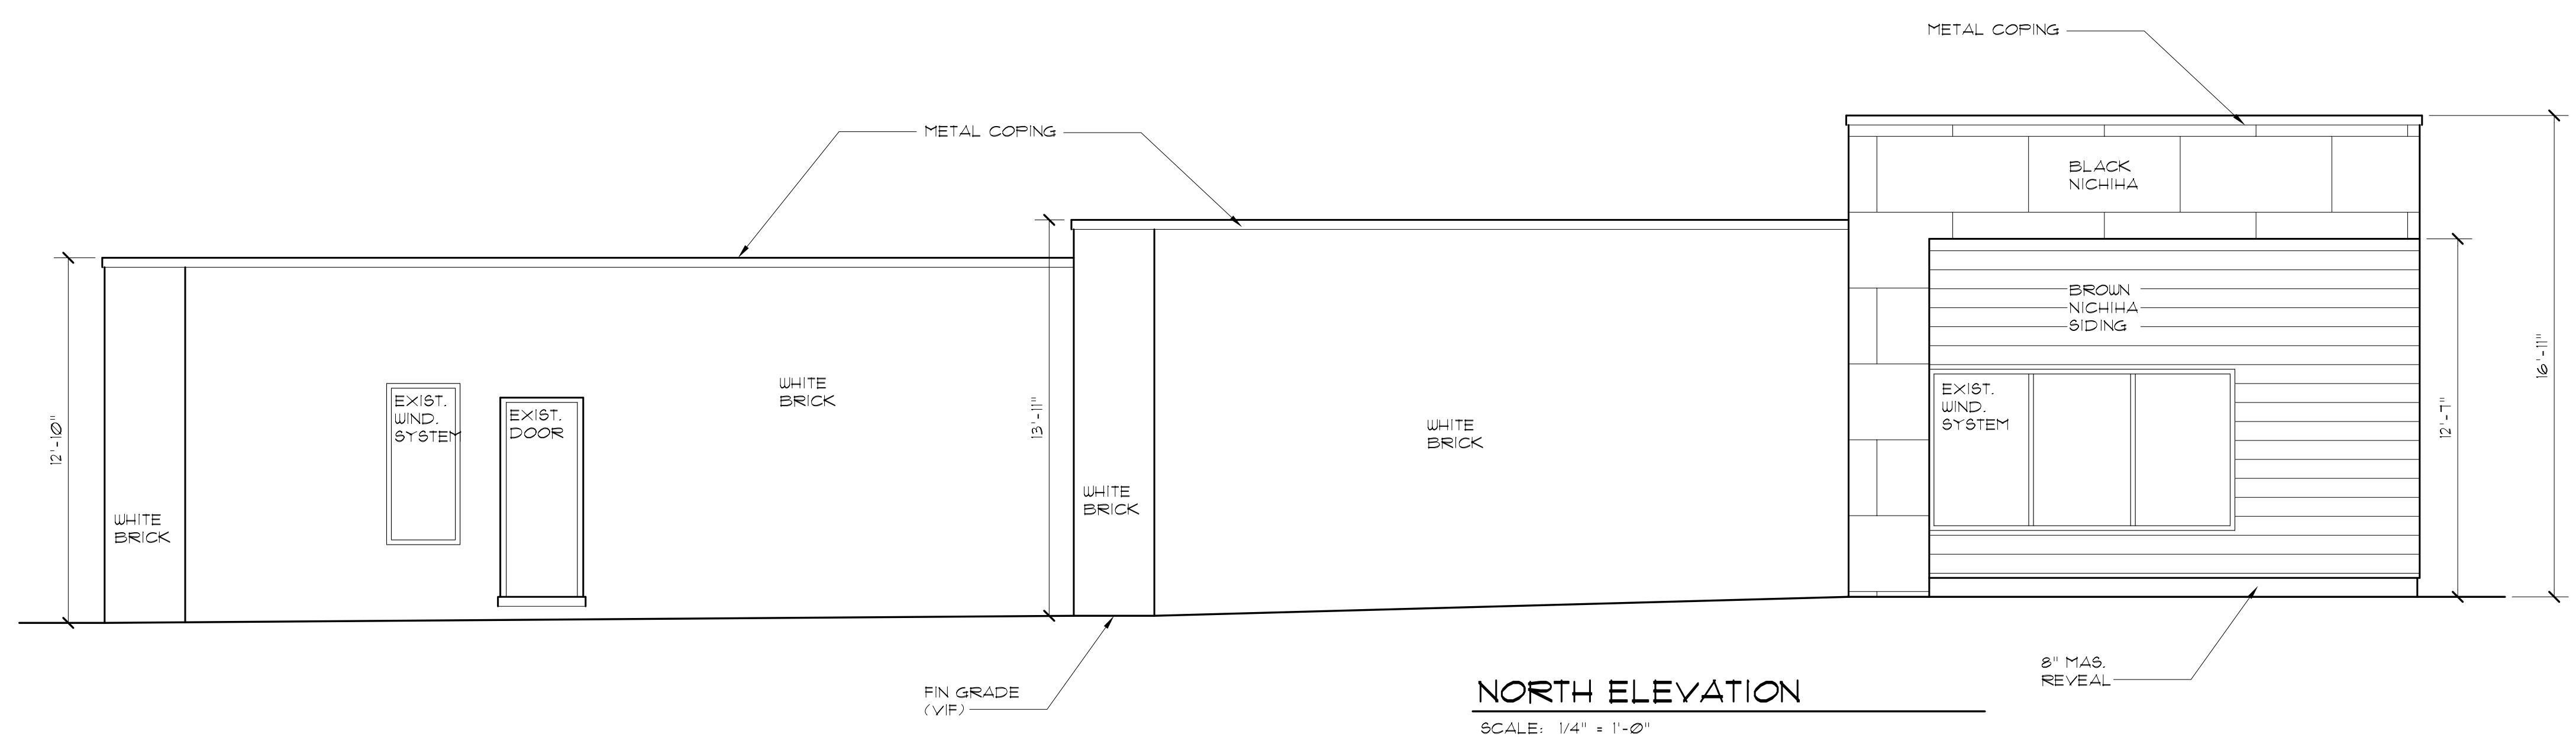 METAL COPING
METAL COPING
BLACK
NICHIHA
BROWN
NICHIHA
SIDING
16'-11"
12'-7"
13'-11"
12'-10"
EXIST.
WIND.
SYSTEM
EXIST.
DOOR
WHITE
BRICK
WHITE
BRICK
EXIST.
WIND.
SYSTEM
WHITE
BRICK
WHITE
BRICK
8" MAS.
REVEAL
FIN GRADE
(VIF)
NORTH ELEVATION
SCALE: 1/4" = 1'-0"